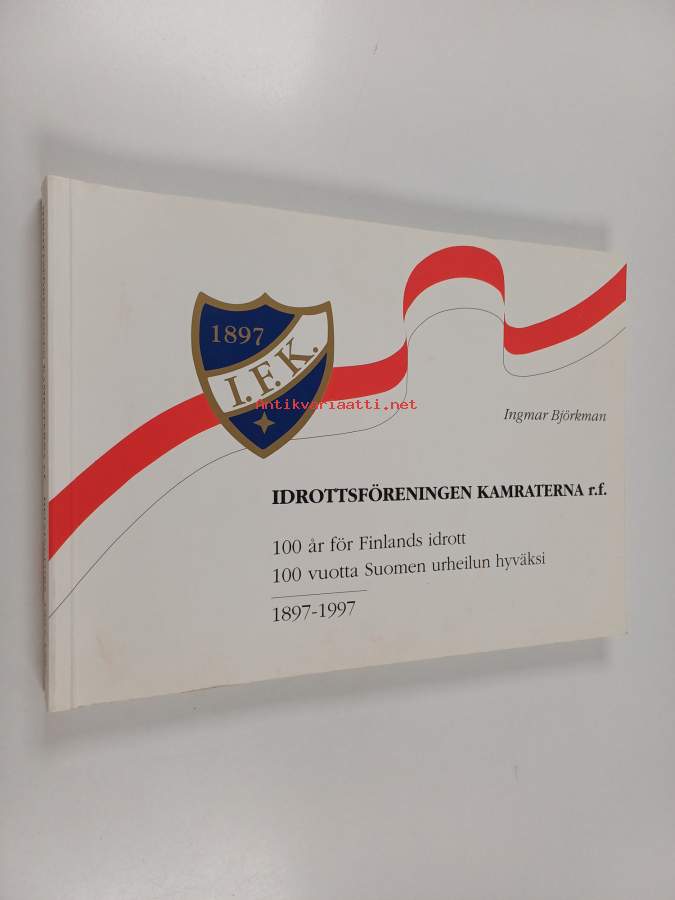 1897
I.F.K.
Antikvariaatti.net
Ingmar Björkman
IDROTTSFÖRENINGEN KAMRATERNA r.f.
100 år för Finlands idrott
100 vuotta Suomen urheilun hyväksi
1897-1997